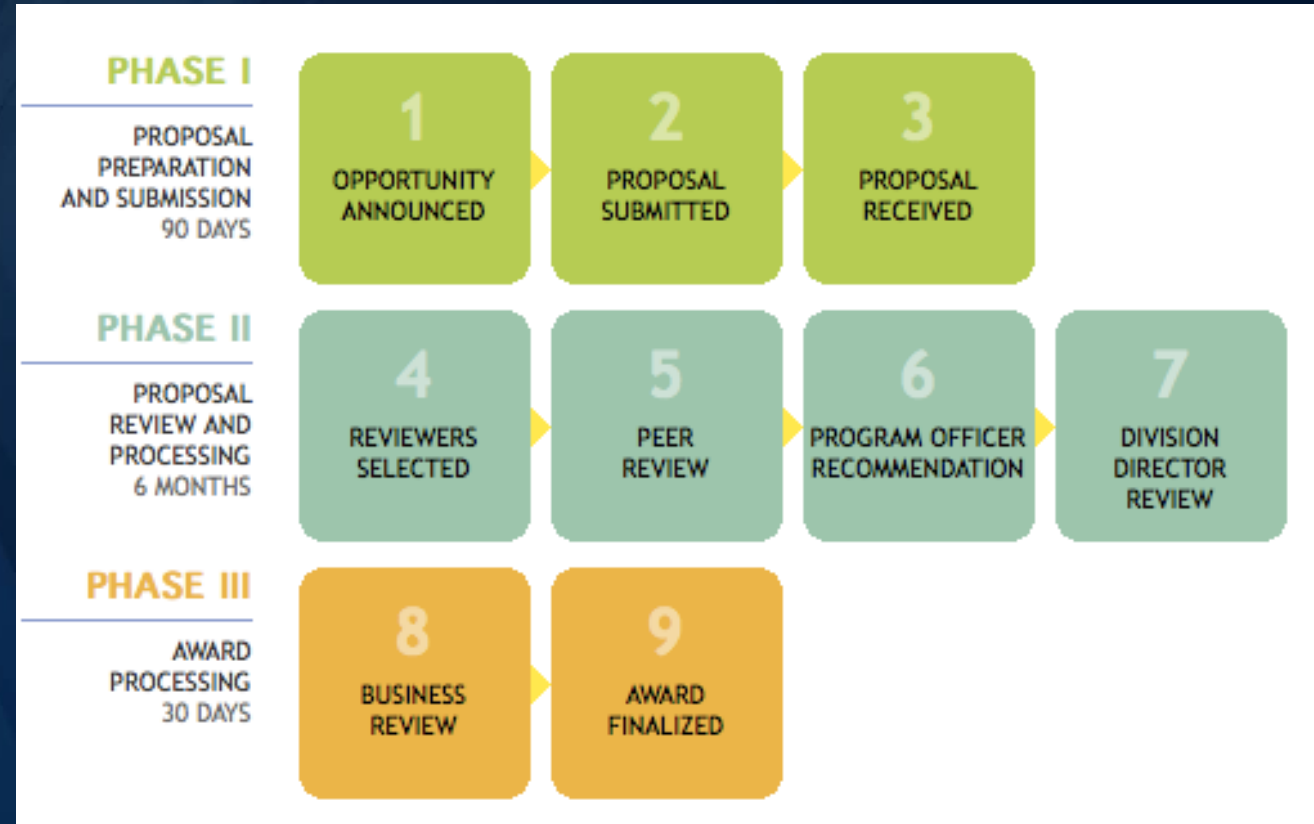 PHASE I
PROPOSAL
PREPARATION
AND SUBMISSION
90 DAYS
1
OPPORTUNITY
ANNOUNCED
2
PROPOSAL
SUBMITTED
3
PROPOSAL
RECEIVED
PHASE II
PROPOSAL
REVIEW AND
PROCESSING
6 MONTHS
4
REVIEWERS
SELECTED
5
PEER
REVIEW
6
PROGRAM OFFICER
RECOMMENDATION
7
DIVISION
DIRECTOR
REVIEW
PHASE III
AWARD
PROCESSING
30 DAYS
8
BUSINESS
REVIEW
9
AWARD
FINALIZED